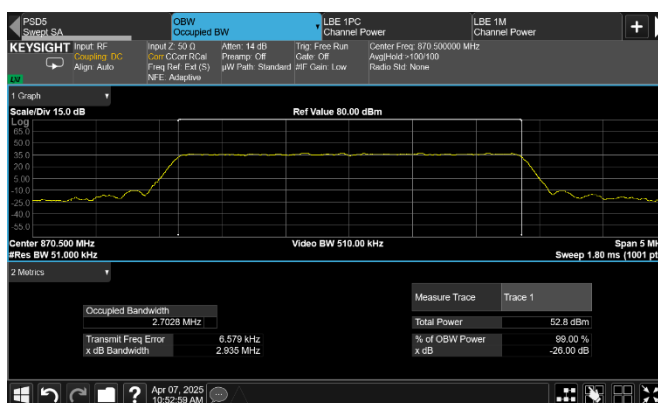 PSD5
Swept SA
OBW
Occupied BW
LBE 1PC
Channel Power
LBE 1M
Channel Power
KEYSIGHT
Input: RF
Coupling: DC
Align: Auto
Input Z: 50 Ω
Corr CCorr RCal
Freq Ref: Ext (S)
NFE: Adaptive
Atten: 14 dB
Preamp: Off
µW Path: Standard
Trig: Free Run
Gate: Off
#IF Gain: Low
Center Freq: 870.500000 MHz
Avg|Hold:>100/100
Radio Std: None
1 Graph
Scale/Div 15.0 dB
Ref Value 80.00 dBm
Log
65.0
50.0
35.0
20.0
5.00
-10.0
-25.0
-40.0
-55.0
Center 870.500 MHz
Video BW 510.00 kHz
Span 5 MH
#Res BW 51.000 kHz
Sweep 1.80 ms (1001 pt
2 Metrics
Measure Trace
Trace 1
Occupied Bandwidth
2.7028 MHz
Total Power
52.8 dBm
Transmit Freq Error
6.579 kHz
% of OBW Power
99.00 %
x dB Bandwidth
2.935 MHz
x dB
-26.00 dB
?
Apr 07, 2025
10:52:59 AM